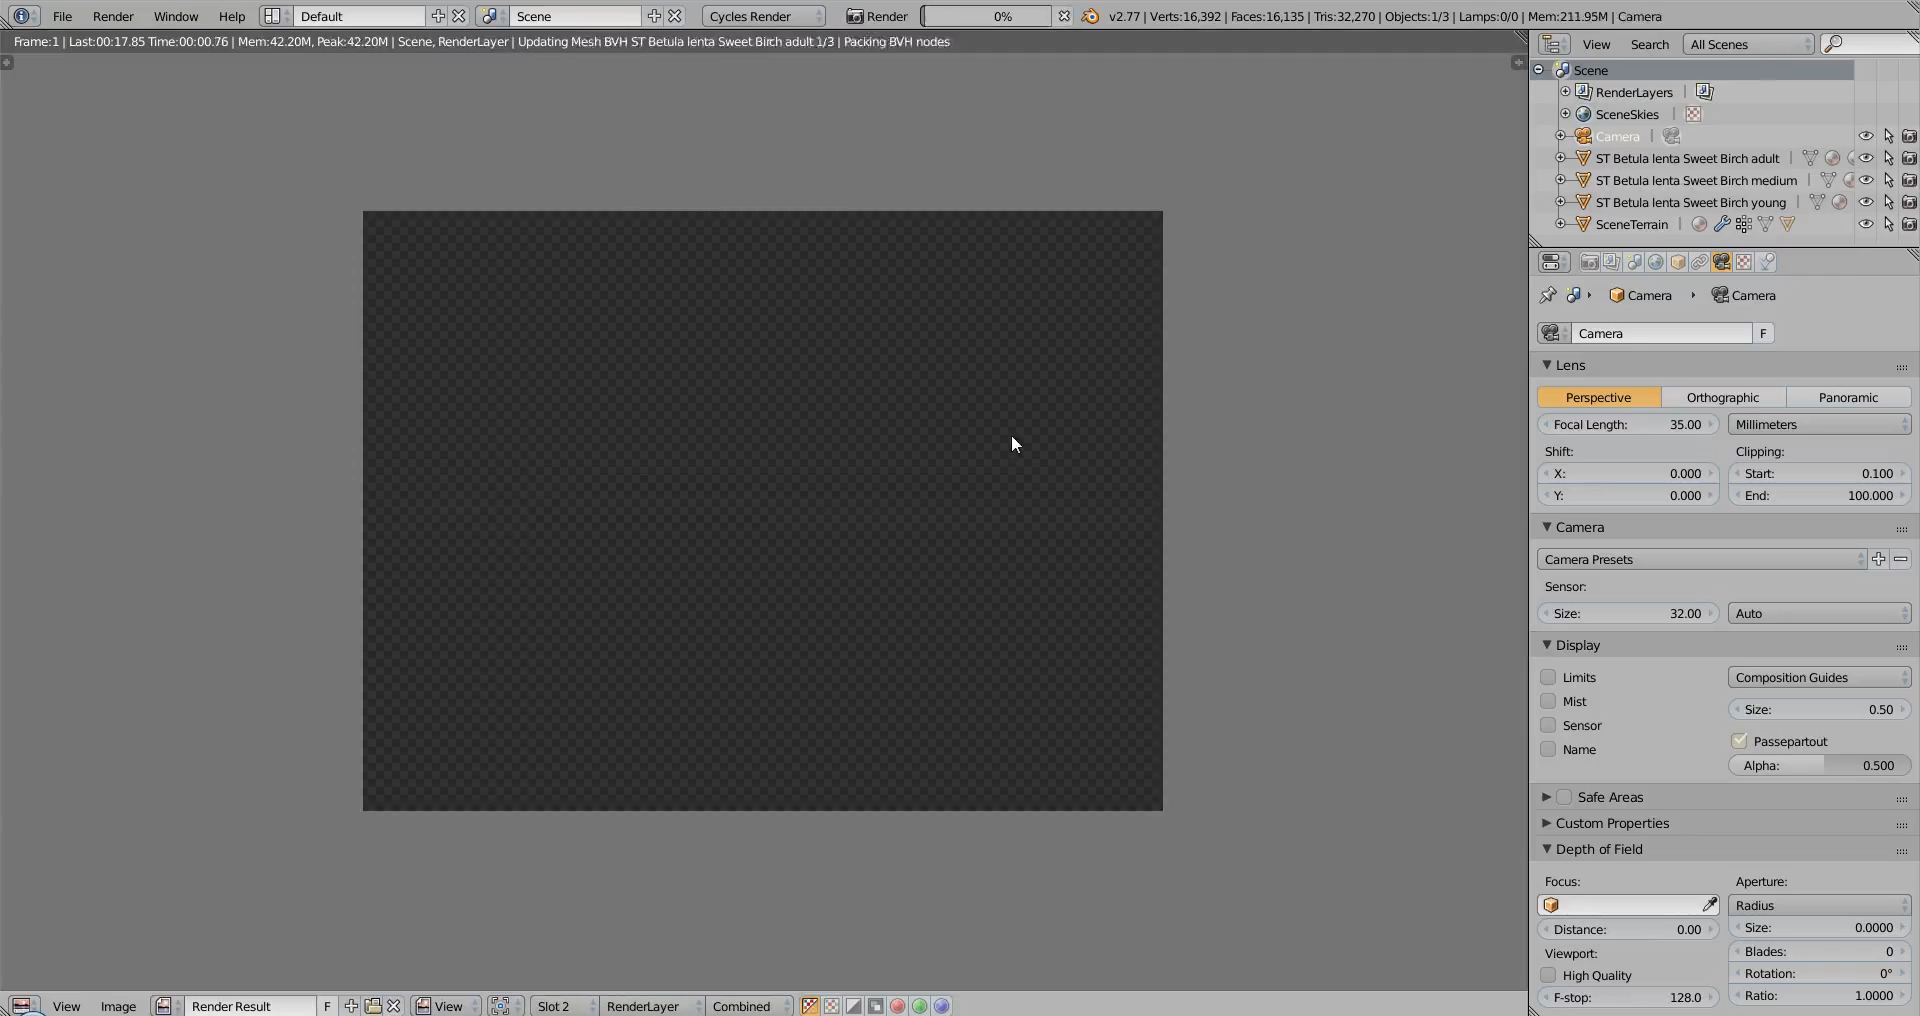 File Render Window Help Default Scene Cycles Render Render 0% v2.77 | Verts:16,392 | Faces:16,135 | Tris:32,270 | Objects:1/3 | Lamps:0/0 | Mem:211.95M | Camera
Frame:1 | Last:00:17.85 Time:00:00.76 | Mem:42.20M, Peak:42.20M | Scene, RenderLayer | Updating Mesh BVH ST Betula lenta Sweet Birch adult 1/3 | Packing BVH nodes
View Search All Scenes
Scene
RenderLayers
SceneSkies
Camera
ST Betula lenta Sweet Birch adult
ST Betula lenta Sweet Birch medium
ST Betula lenta Sweet Birch young
SceneTerrain
Camera Camera
Camera F
Lens
Perspective Orthographic Panoramic
Focal Length: 35.00 Millimeters
Shift: Clipping:
X: 0.000 Start: 0.100
Y: 0.000 End: 100.000
Camera
Camera Presets
Sensor:
Size: 32.00 Auto
Display
Limits Composition Guides
Mist Size: 0.50
Sensor
Name Passepartout
Alpha: 0.500
Safe Areas
Custom Properties
Depth of Field
Focus: Aperture:
Radius
Distance: 0.00 Size: 0.0000
Viewport: Blades: 0
High Quality Rotation: 0°
F-stop: 128.0 Ratio: 1.0000
View Image Render Result F View Slot 2 RenderLayer Combined